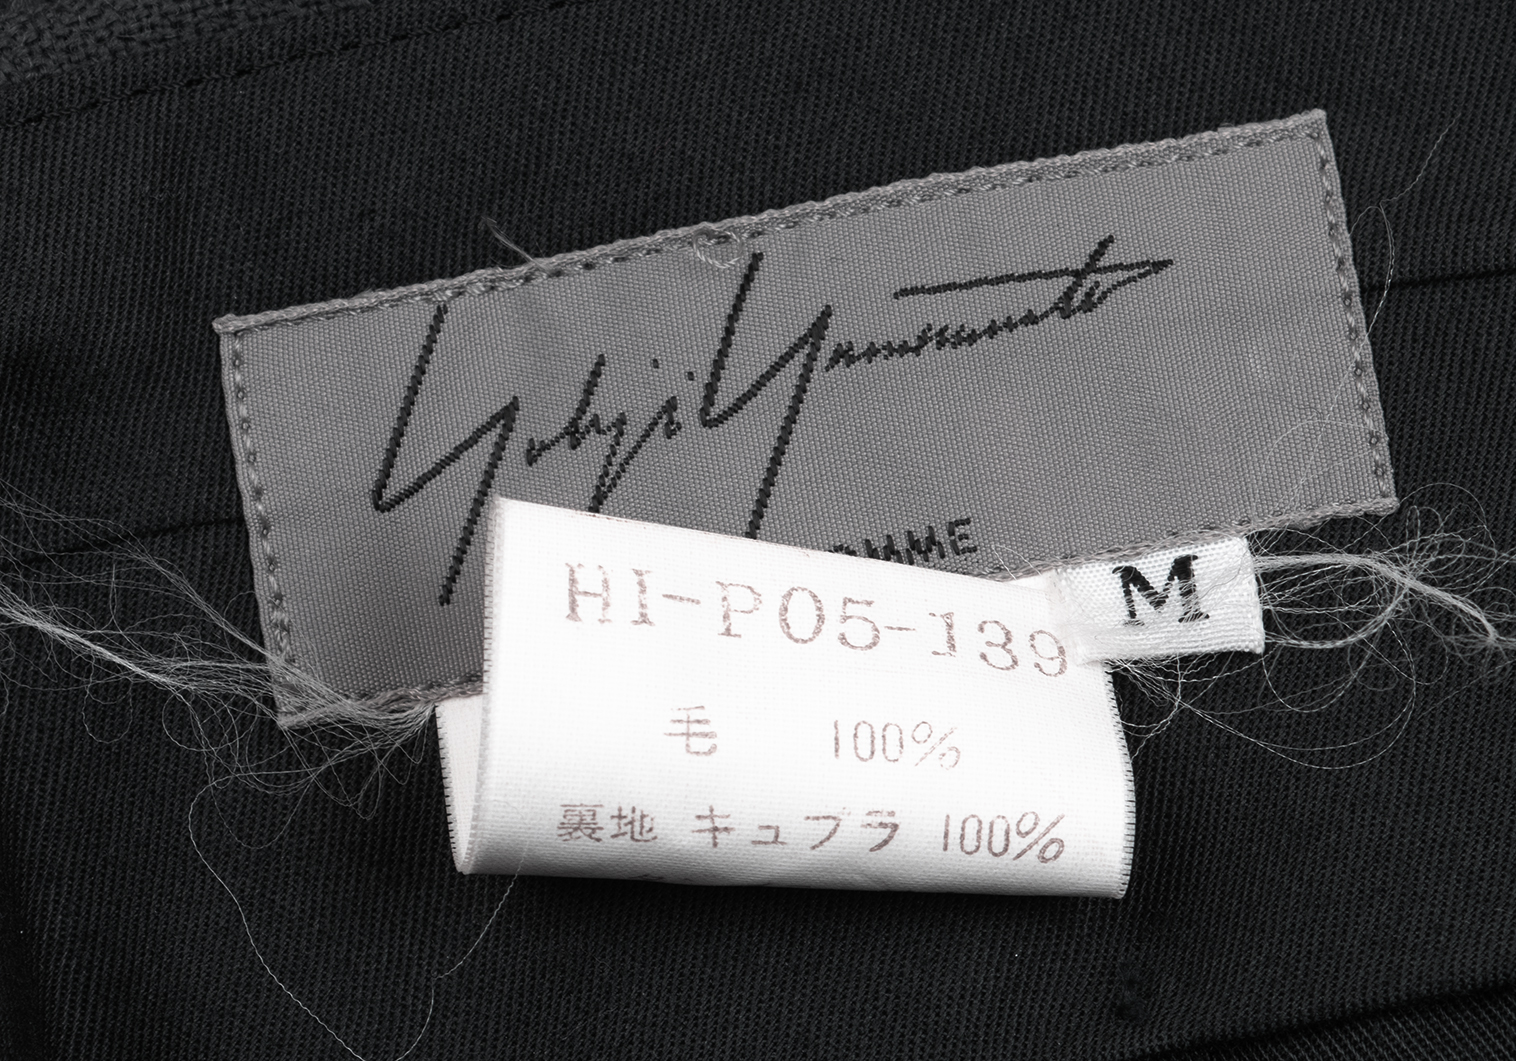 Yohji Yamamoto
HI-P05-139
M
毛 100%
裏地 キュプラ 100%